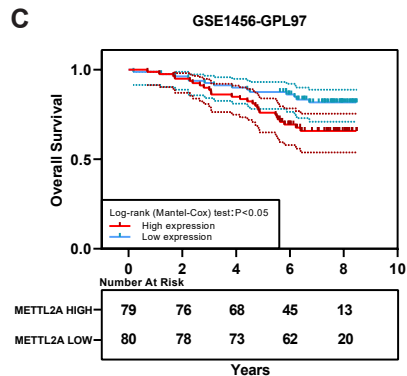 C
GSE1456-GPL97
Overall Survival
1.0
0.5
0.0
Log-rank (Mantel-Cox) test:P<0.05
High expression
Low expression
0 2 4 6 8 10
Number At Risk
METTL2A HIGH 79 76 68 45 13
METTL2A LOW 80 78 73 62 20
Years